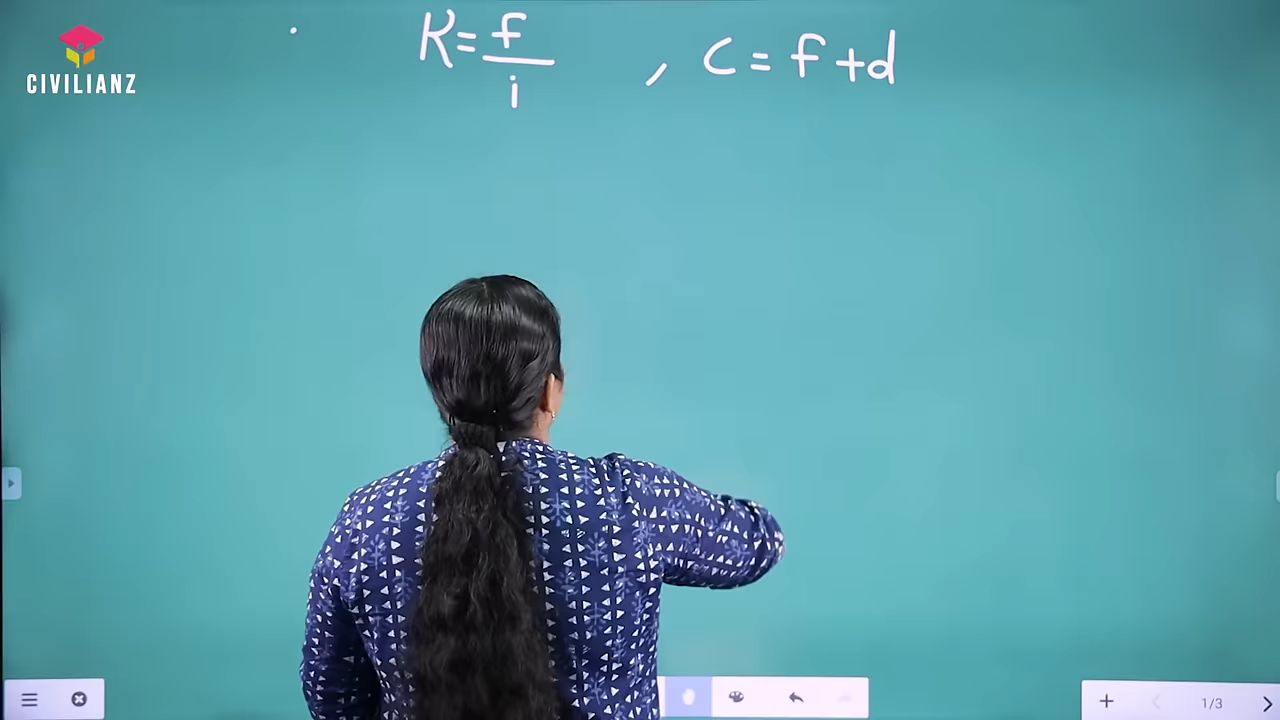 CIVILIANZ
K = f/i , C = f+d
1/3